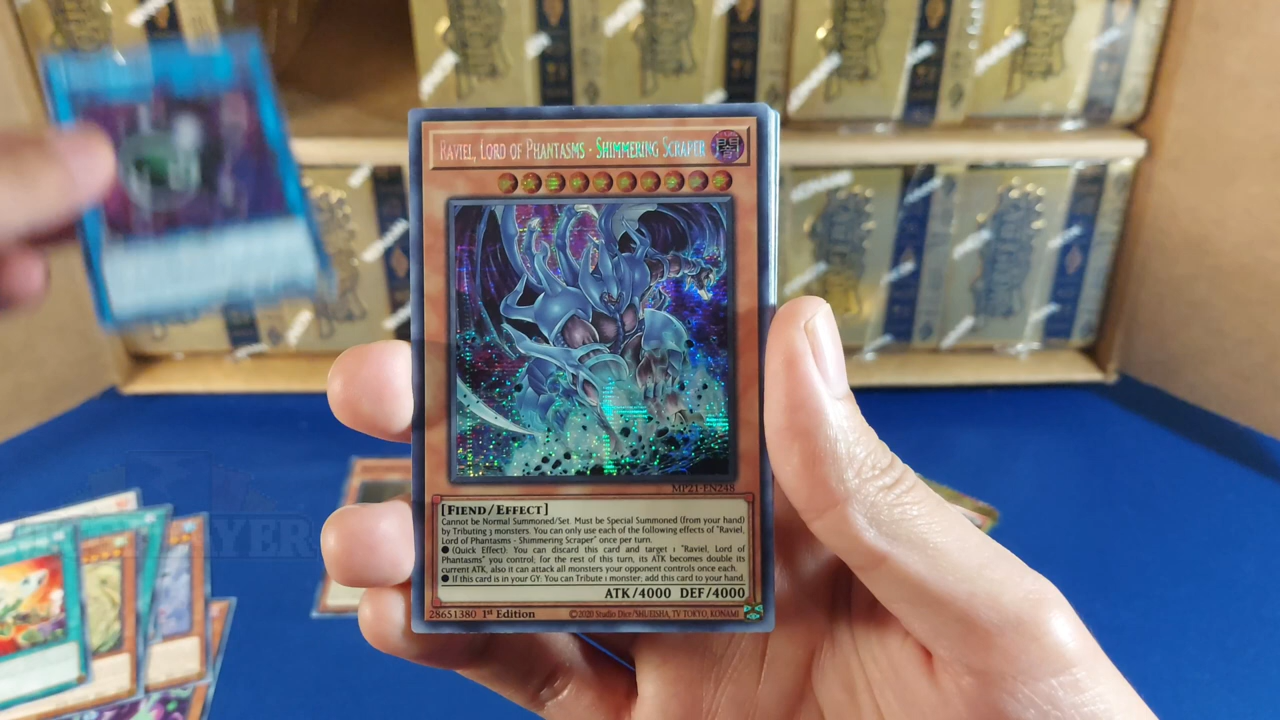 Raviel, Lord of Phantasms - Shimmering Scraper
闇
MP21-EN248
[Fiend/Effect]
Cannot be Normal Summoned/Set. Must be Special Summoned (from your hand)
by Tributing 3 monsters. You can only use each of the following effects of "Raviel,
Lord of Phantasms - Shimmering Scraper" once per turn.
● (Quick Effect): You can discard this card and target 1 "Raviel, Lord of
Phantasms" you control; for the rest of this turn, its ATK becomes double its
current ATK, also it can attack all monsters your opponent controls once each.
● If this card is in your GY: You can Tribute 1 monster; add this card to your hand.
ATK/4000 DEF/4000
28651380 1st Edition ©2020 Studio Dice/SHUEISHA, TV TOKYO, KONAMI